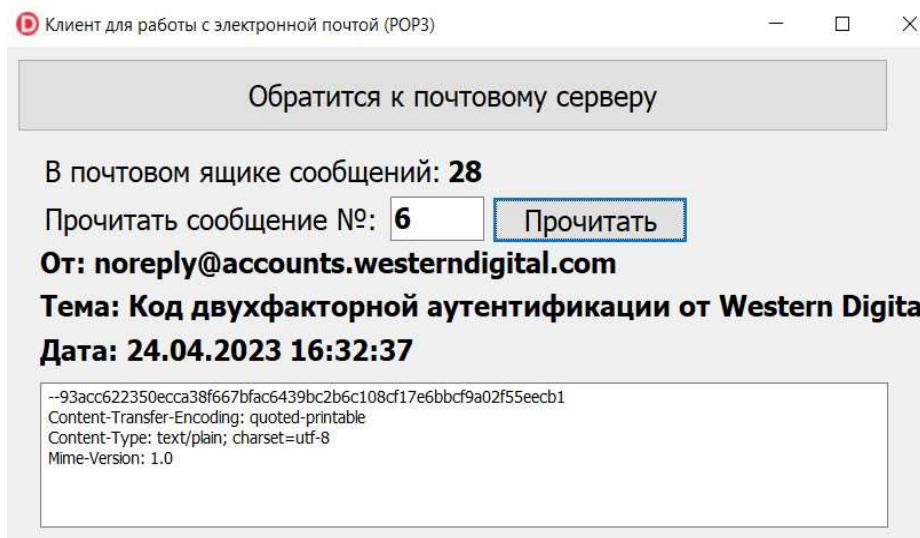 Клиент для работы с электронной почтой (POP3)
Обратится к почтовому серверу
В почтовом ящике сообщений: 28
Прочитать сообщение №: 6 Прочитать
От: noreply@accounts.westerndigital.com
Тема: Код двухфакторной аутентификации от Western Digita
Дата: 24.04.2023 16:32:37
--93acc622350ecca38f667bfac6439bc2b6c108cf17e6bbcf9a02f55eecb1
Content-Transfer-Encoding: quoted-printable
Content-Type: text/plain; charset=utf-8
Mime-Version: 1.0